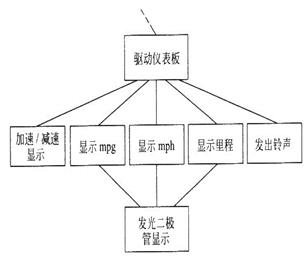 驱动仪表板
加速/减速
显示
显示 mpg
显示 mph
显示里程
发出铃声
发光二极
管显示